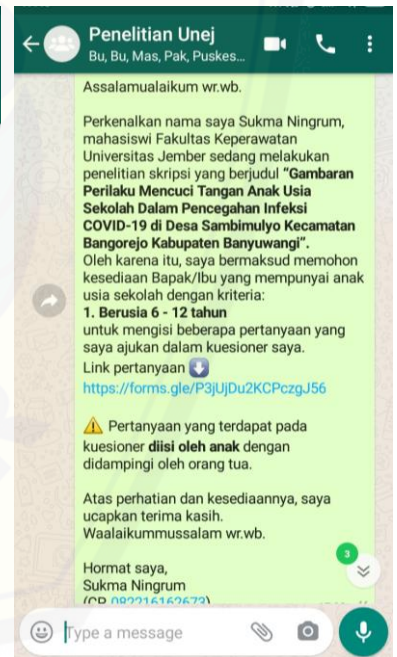 Penelitian Unej
Bu, Bu, Mas, Pak, Puskes...
Assalamualaikum wr.wb.
Perkenalkan nama saya Sukma Ningrum,
mahasiswi Fakultas Keperawatan
Universitas Jember sedang melakukan
penelitian skripsi yang berjudul "Gambaran
Perilaku Mencuci Tangan Anak Usia
Sekolah Dalam Pencegahan Infeksi
COVID-19 di Desa Sambimulyo Kecamatan
Bangorejo Kabupaten Banyuwangi".
Oleh karena itu, saya bermaksud memohon
kesediaan Bapak/Ibu yang mempunyai anak
usia sekolah dengan kriteria:
1. Berusia 6 - 12 tahun
untuk mengisi beberapa pertanyaan yang
saya ajukan dalam kuesioner saya.
Link pertanyaan ⬇️
https://forms.gle/P3jUjDu2KCPczgJ56
⚠️ Pertanyaan yang terdapat pada
kuesioner diisi oleh anak dengan
didampingi oleh orang tua.
Atas perhatian dan kesediaannya, saya
ucapkan terima kasih.
Waalaikummussalam wr.wb.
Hormat saya,
Sukma Ningrum
(CP 082216162673)
3
Type a message